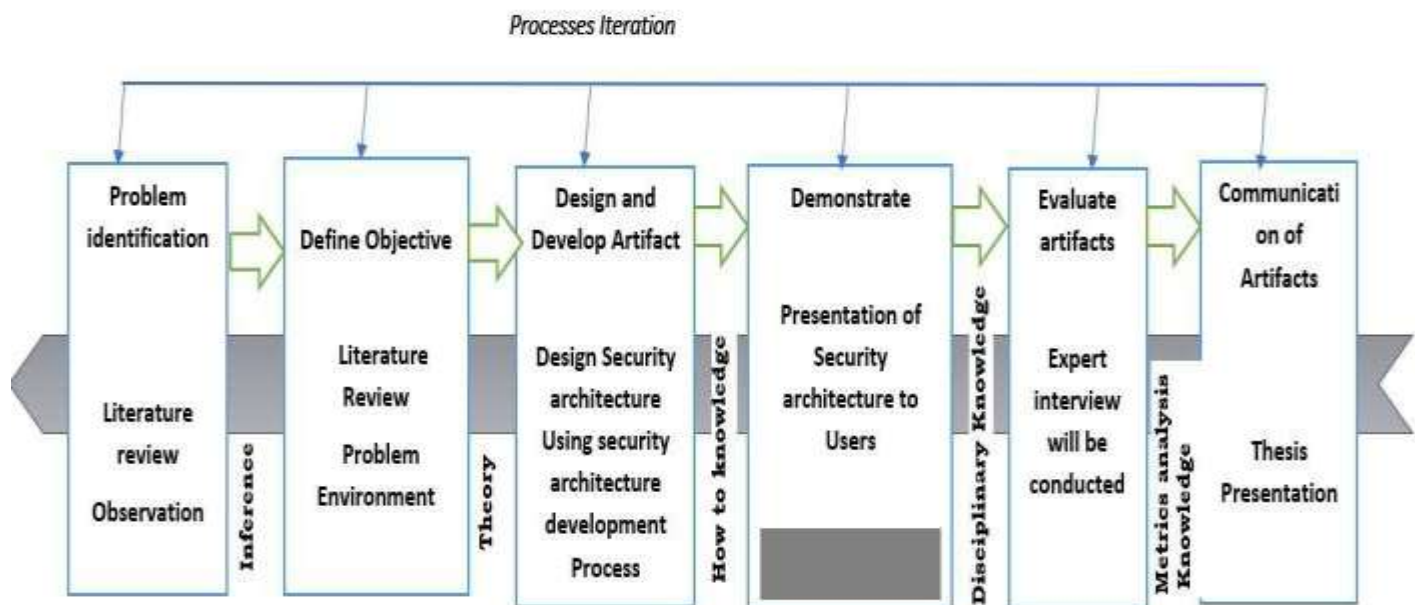 Processes Iteration
Problem
identification
Literature
review
Observation
Inference
Define Objective
Literature
Review
Problem
Environment
Theory
Design and
Develop Artifact
Design Security
architecture
Using security
architecture
development
Process
How to knowledge
Demonstrate
Presentation of
Security
architecture to
Users
Disciplinary Knowledge
Evaluate
artifacts
Expert
interview
will be
conducted
Metrics analysis
Knowledge
Communicati
on of
Artifacts
Thesis
Presentation